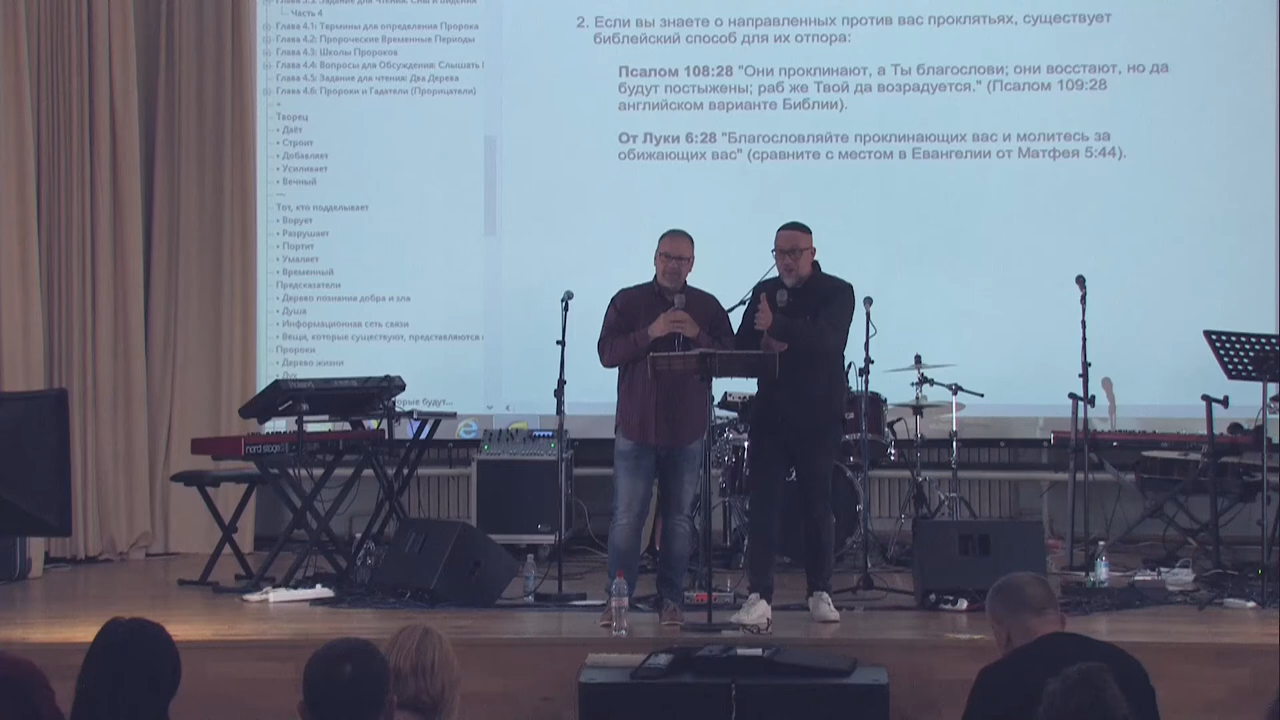 Часть 4
Глава 4.1: Термины для определения Пророка
Глава 4.2: Пророческие Временные Периоды
Глава 4.3: Школы Пророков
Глава 4.4: Вопросы для Обсуждения: Слышать
Глава 4.5: Задание для чтения: Два Дерева
Глава 4.6: Пророки и Гадатели (Прорицатели)
+
Творец
• Даёт
• Строит
• Добавляет
• Усиливает
• Вечный
—
Тот, кто подделывает
• Ворует
• Разрушает
• Портит
• Умаляет
• Временный
Предсказатели
• Дерево познания добра и зла
• Душа
• Информационная сеть связи
• Вещи, которые существуют, представляются
Пророки
• Дерево жизни
• Дух
будут...
2. Если вы знаете о направленных против вас проклятьях, существует
библейский способ для их отпора:
Псалом 108:28 "Они проклинают, а Ты благослови; они восстают, но да
будут постыжены; раб же Твой да возрадуется." (Псалом 109:28
английском варианте Библии).
От Луки 6:28 "Благословляйте проклинающих вас и молитесь за
обижающих вас" (сравните с местом в Евангелии от Матфея 5:44).
nord stage